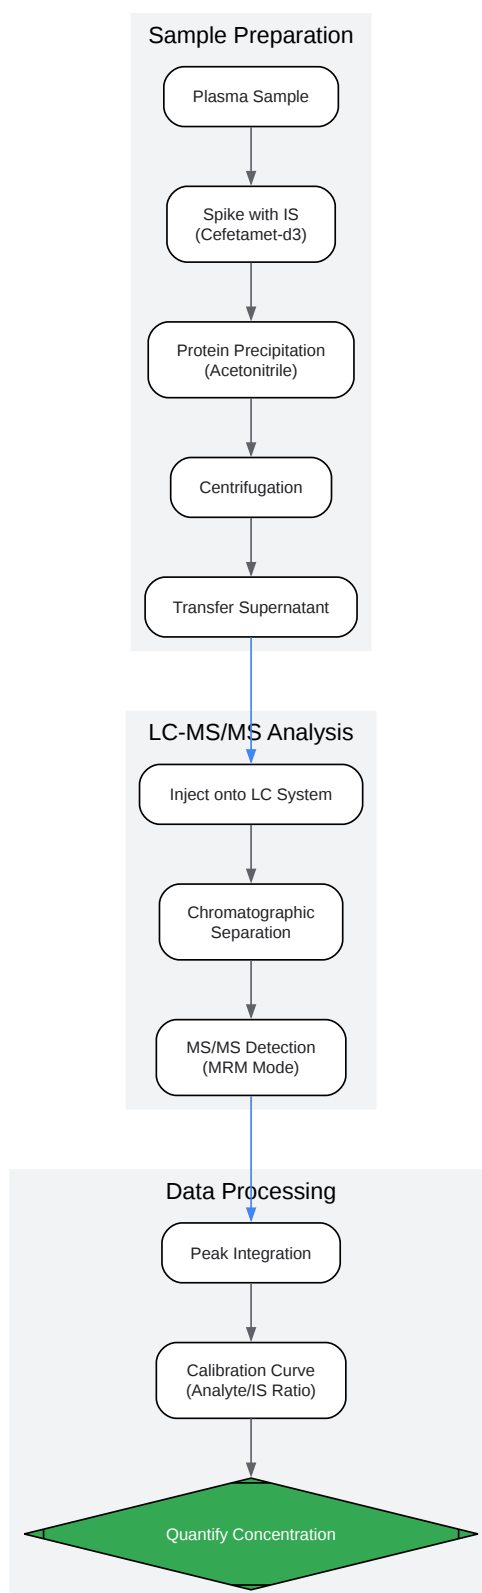 Sample Preparation
Plasma Sample
Spike with IS
(Cefetamet-d3)
Protein Precipitation
(Acetonitrile)
Centrifugation
Transfer Supernatant
LC-MS/MS Analysis
Inject onto LC System
Chromatographic
Separation
MS/MS Detection
(MRM Mode)
Data Processing
Peak Integration
Calibration Curve
(Analyte/IS Ratio)
Quantify Concentration